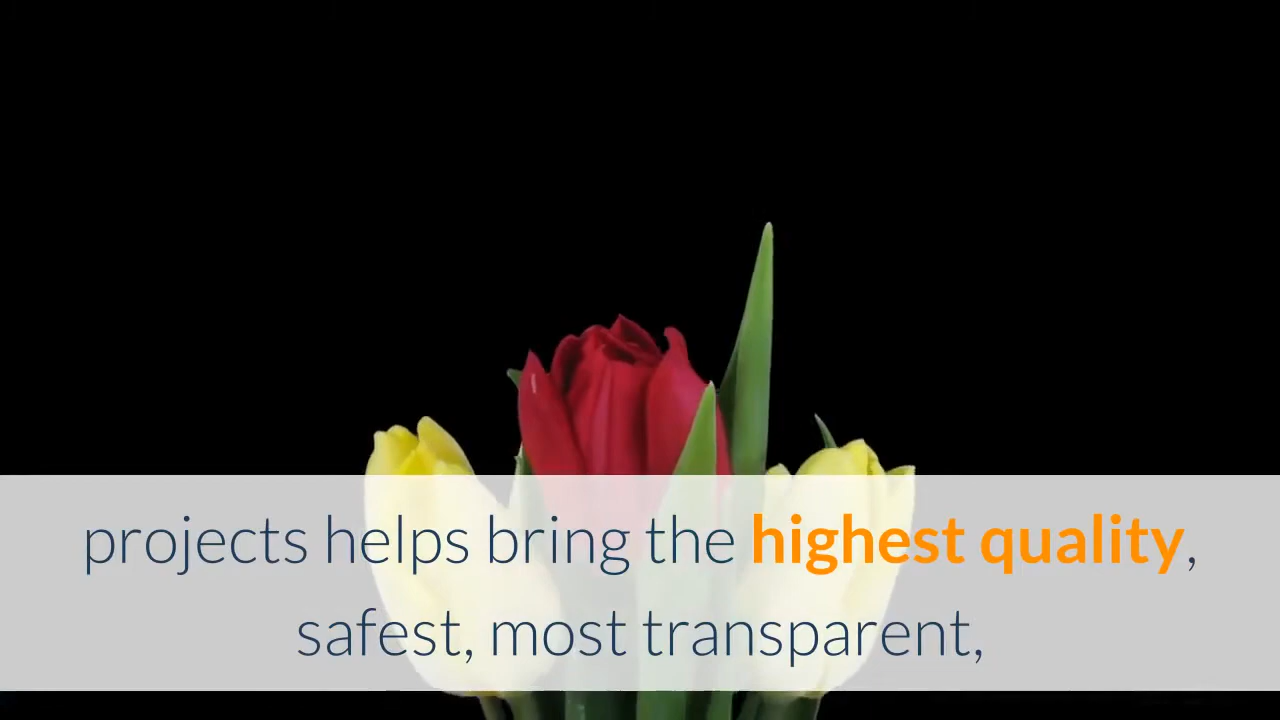 projects helps bring the highest quality,
safest, most transparent,